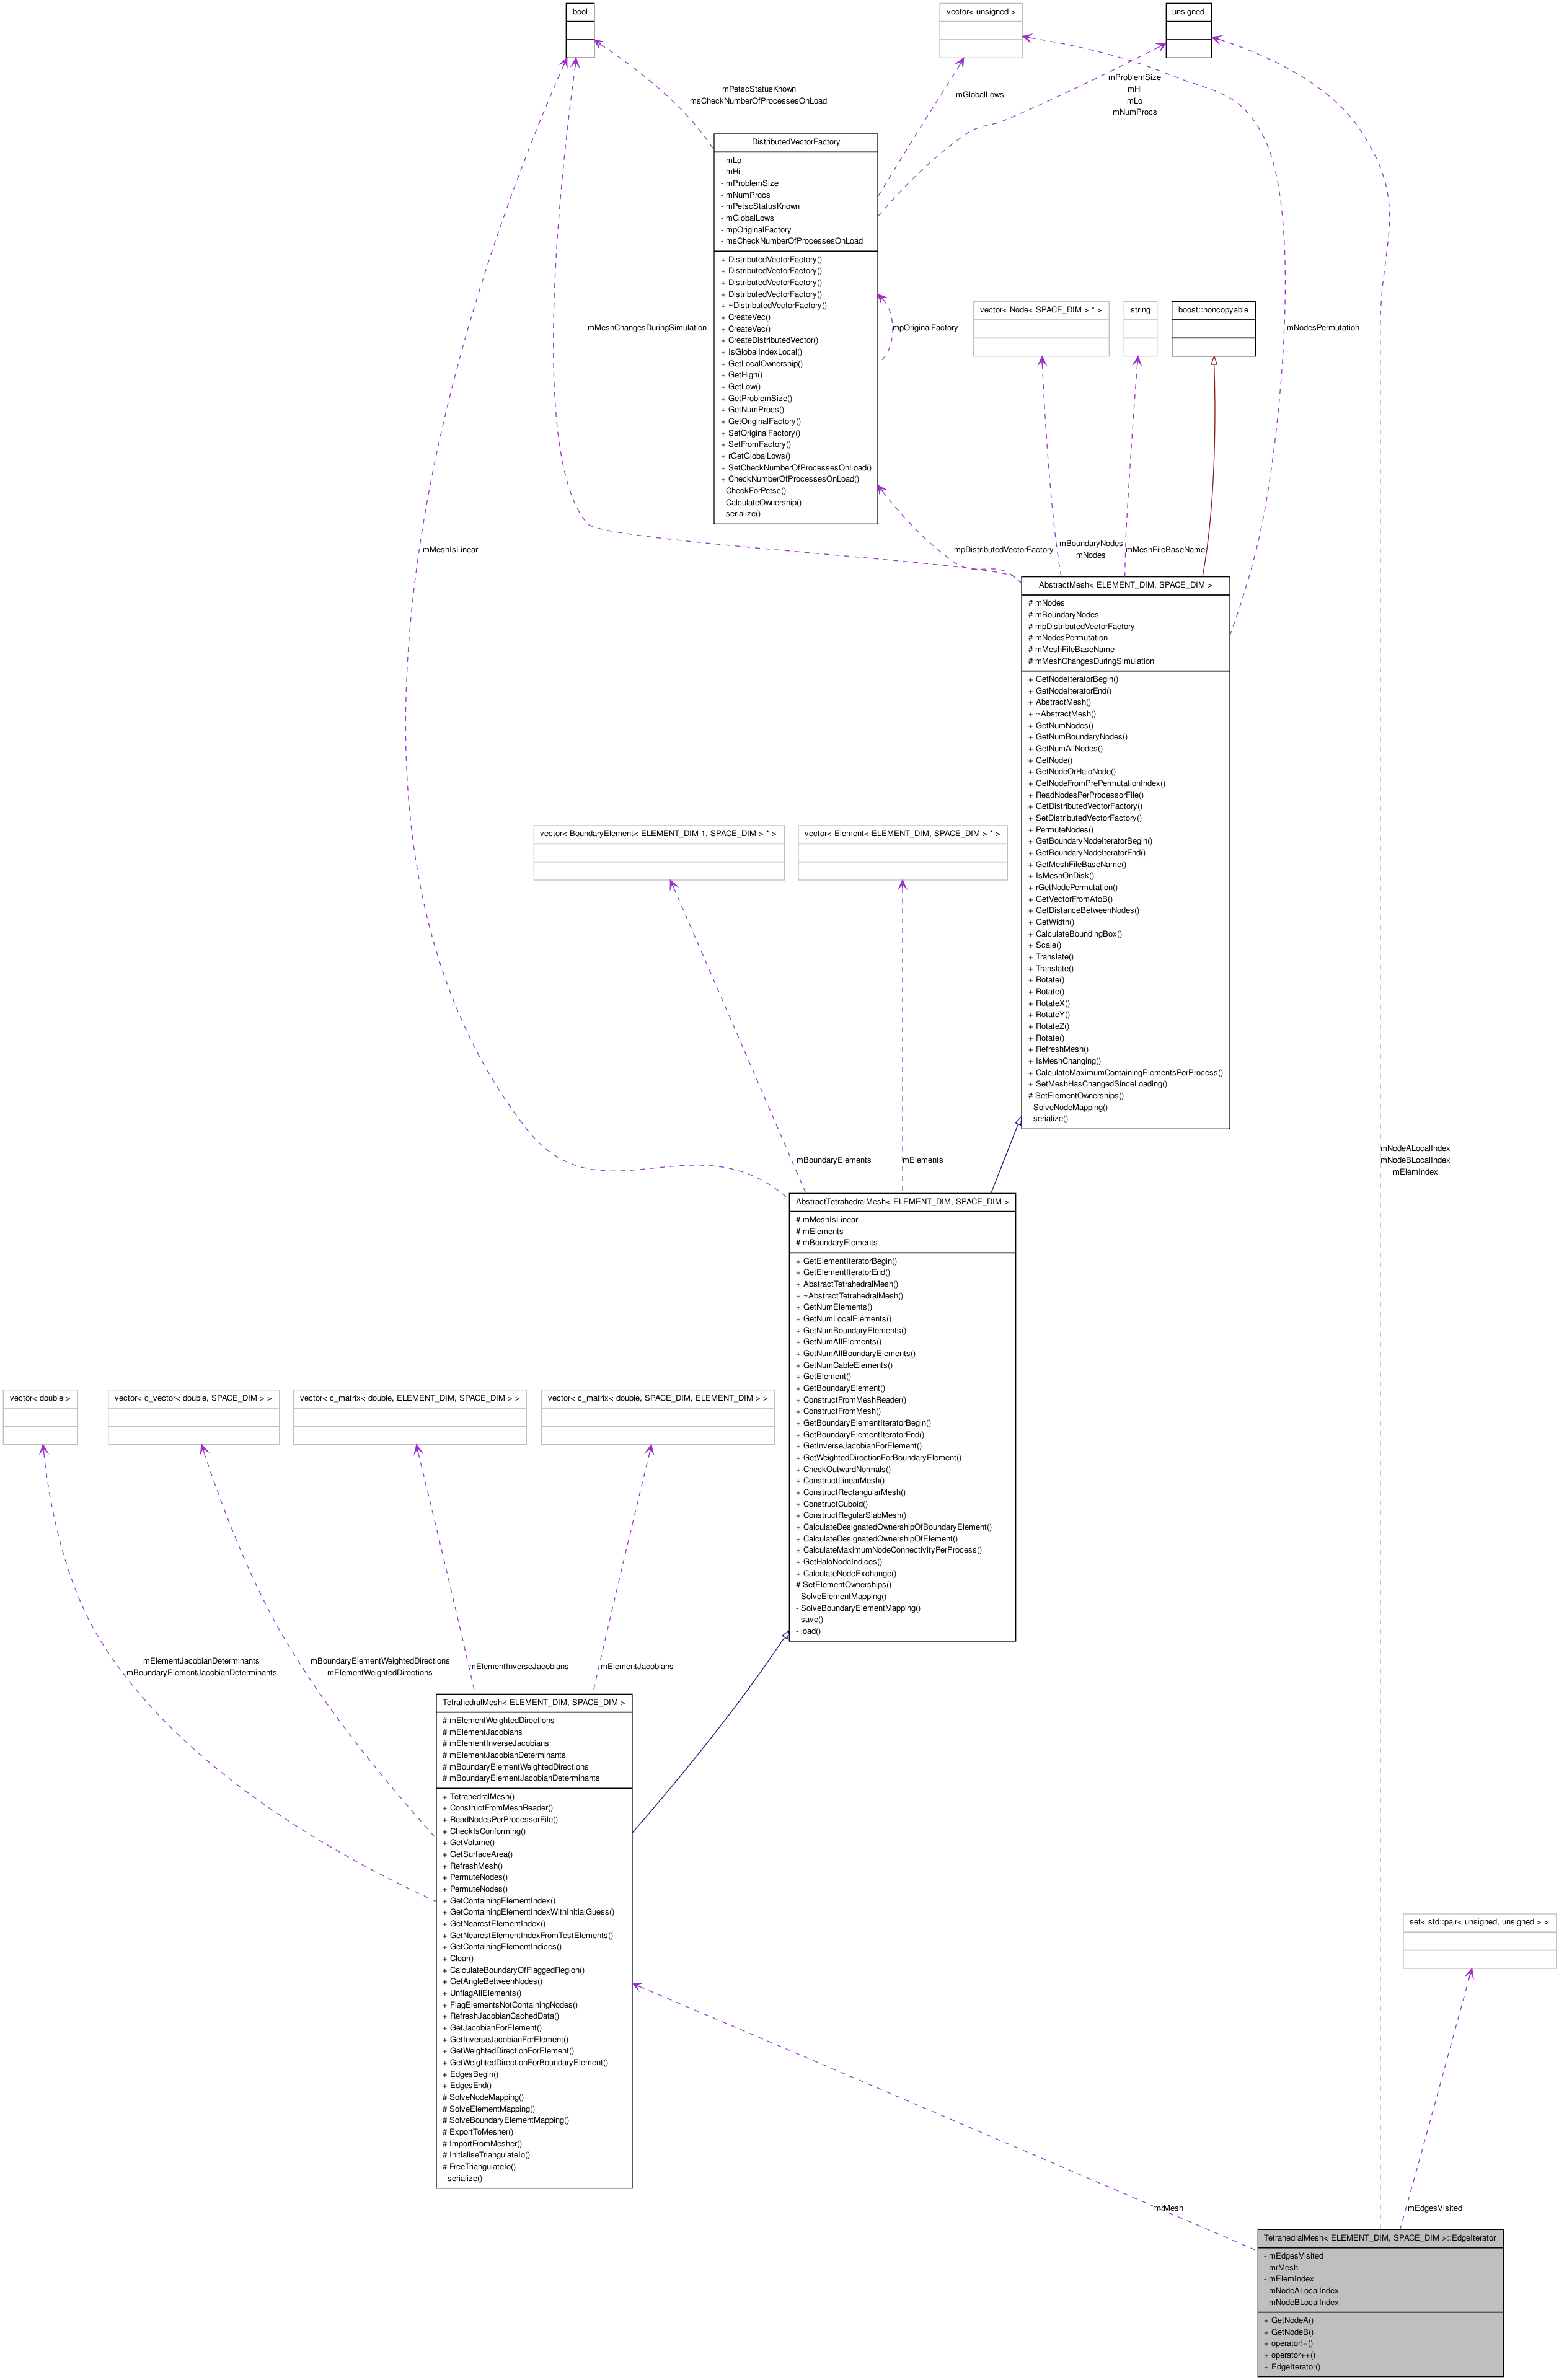 bool
vector< unsigned >
unsigned
mPetscStatusKnown
msCheckNumberOfProcessesOnLoad
mGlobalLows
mProblemSize
mHi
mLo
mNumProcs
DistributedVectorFactory
- mLo
- mHi
- mProblemSize
- mNumProcs
- mPetscStatusKnown
- mGlobalLows
- mpOriginalFactory
- msCheckNumberOfProcessesOnLoad
+ DistributedVectorFactory()
+ DistributedVectorFactory()
+ DistributedVectorFactory()
+ DistributedVectorFactory()
+ ~DistributedVectorFactory()
+ CreateVec()
+ CreateVec()
+ CreateDistributedVector()
+ IsGlobalIndexLocal()
+ GetLocalOwnership()
+ GetHigh()
+ GetLow()
+ GetProblemSize()
+ GetNumProcs()
+ GetOriginalFactory()
+ SetOriginalFactory()
+ SetFromFactory()
+ rGetGlobalLows()
+ SetCheckNumberOfProcessesOnLoad()
+ CheckNumberOfProcessesOnLoad()
- CheckForPetsc()
- CalculateOwnership()
- serialize()
mMeshChangesDuringSimulation
mpOriginalFactory
vector< Node< SPACE_DIM > * >
string
boost::noncopyable
mNodesPermutation
mMeshIsLinear
mpDistributedVectorFactory
mBoundaryNodes
mNodes
mMeshFileBaseName
AbstractMesh< ELEMENT_DIM, SPACE_DIM >
# mNodes
# mBoundaryNodes
# mpDistributedVectorFactory
# mNodesPermutation
# mMeshFileBaseName
# mMeshChangesDuringSimulation
+ GetNodeIteratorBegin()
+ GetNodeIteratorEnd()
+ AbstractMesh()
+ ~AbstractMesh()
+ GetNumNodes()
+ GetNumBoundaryNodes()
+ GetNumAllNodes()
+ GetNode()
+ GetNodeOrHaloNode()
+ GetNodeFromPrePermutationIndex()
+ ReadNodesPerProcessorFile()
+ GetDistributedVectorFactory()
+ SetDistributedVectorFactory()
+ PermuteNodes()
+ GetBoundaryNodeIteratorBegin()
+ GetBoundaryNodeIteratorEnd()
+ GetMeshFileBaseName()
+ IsMeshOnDisk()
+ rGetNodePermutation()
+ GetVectorFromAtoB()
+ GetDistanceBetweenNodes()
+ GetWidth()
+ CalculateBoundingBox()
+ Scale()
+ Translate()
+ Translate()
+ Rotate()
+ Rotate()
+ RotateX()
+ RotateY()
+ RotateZ()
+ Rotate()
+ RefreshMesh()
+ IsMeshChanging()
+ CalculateMaximumContainingElementsPerProcess()
+ SetMeshHasChangedSinceLoading()
# SetElementOwnerships()
- SolveNodeMapping()
- serialize()
vector< BoundaryElement< ELEMENT_DIM-1, SPACE_DIM > * >
vector< Element< ELEMENT_DIM, SPACE_DIM > * >
mBoundaryElements
mElements
mNodeALocalIndex
mNodeBLocalIndex
mElemIndex
AbstractTetrahedralMesh< ELEMENT_DIM, SPACE_DIM >
# mMeshIsLinear
# mElements
# mBoundaryElements
+ GetElementIteratorBegin()
+ GetElementIteratorEnd()
+ AbstractTetrahedralMesh()
+ ~AbstractTetrahedralMesh()
+ GetNumElements()
+ GetNumLocalElements()
+ GetNumBoundaryElements()
+ GetNumAllElements()
+ GetNumAllBoundaryElements()
+ GetNumCableElements()
+ GetElement()
+ GetBoundaryElement()
+ ConstructFromMeshReader()
+ ConstructFromMesh()
+ GetBoundaryElementIteratorBegin()
+ GetBoundaryElementIteratorEnd()
+ GetInverseJacobianForElement()
+ GetWeightedDirectionForBoundaryElement()
+ CheckOutwardNormals()
+ ConstructLinearMesh()
+ ConstructRectangularMesh()
+ ConstructCuboid()
+ ConstructRegularSlabMesh()
+ CalculateDesignatedOwnershipOfBoundaryElement()
+ CalculateDesignatedOwnershipOfElement()
+ CalculateMaximumNodeConnectivityPerProcess()
+ GetHaloNodeIndices()
+ CalculateNodeExchange()
# SetElementOwnerships()
- SolveElementMapping()
- SolveBoundaryElementMapping()
- save()
- load()
vector< double >
vector< c_vector< double, SPACE_DIM > >
vector< c_matrix< double, ELEMENT_DIM, SPACE_DIM > >
vector< c_matrix< double, SPACE_DIM, ELEMENT_DIM > >
mElementJacobianDeterminants
mBoundaryElementJacobianDeterminants
mBoundaryElementWeightedDirections
mElementWeightedDirections
mElementInverseJacobians
mElementJacobians
TetrahedralMesh< ELEMENT_DIM, SPACE_DIM >
# mElementWeightedDirections
# mElementJacobians
# mElementInverseJacobians
# mElementJacobianDeterminants
# mBoundaryElementWeightedDirections
# mBoundaryElementJacobianDeterminants
+ TetrahedralMesh()
+ ConstructFromMeshReader()
+ ReadNodesPerProcessorFile()
+ CheckIsConforming()
+ GetVolume()
+ GetSurfaceArea()
+ RefreshMesh()
+ PermuteNodes()
+ PermuteNodes()
+ GetContainingElementIndex()
+ GetContainingElementIndexWithInitialGuess()
+ GetNearestElementIndex()
+ GetNearestElementIndexFromTestElements()
+ GetContainingElementIndices()
+ Clear()
+ CalculateBoundaryOfFlaggedRegion()
+ GetAngleBetweenNodes()
+ UnflagAllElements()
+ FlagElementsNotContainingNodes()
+ RefreshJacobianCachedData()
+ GetJacobianForElement()
+ GetInverseJacobianForElement()
+ GetWeightedDirectionForElement()
+ GetWeightedDirectionForBoundaryElement()
+ EdgesBegin()
+ EdgesEnd()
# SolveNodeMapping()
# SolveElementMapping()
# SolveBoundaryElementMapping()
# ExportToMesher()
# ImportFromMesher()
# InitialiseTriangulateIo()
# FreeTriangulateIo()
- serialize()
set< std::pair< unsigned, unsigned > >
mrMesh
mEdgesVisited
TetrahedralMesh< ELEMENT_DIM, SPACE_DIM >::EdgeIterator
- mEdgesVisited
- mrMesh
- mElemIndex
- mNodeALocalIndex
- mNodeBLocalIndex
+ GetNodeA()
+ GetNodeB()
+ operator!=()
+ operator++()
+ EdgeIterator()